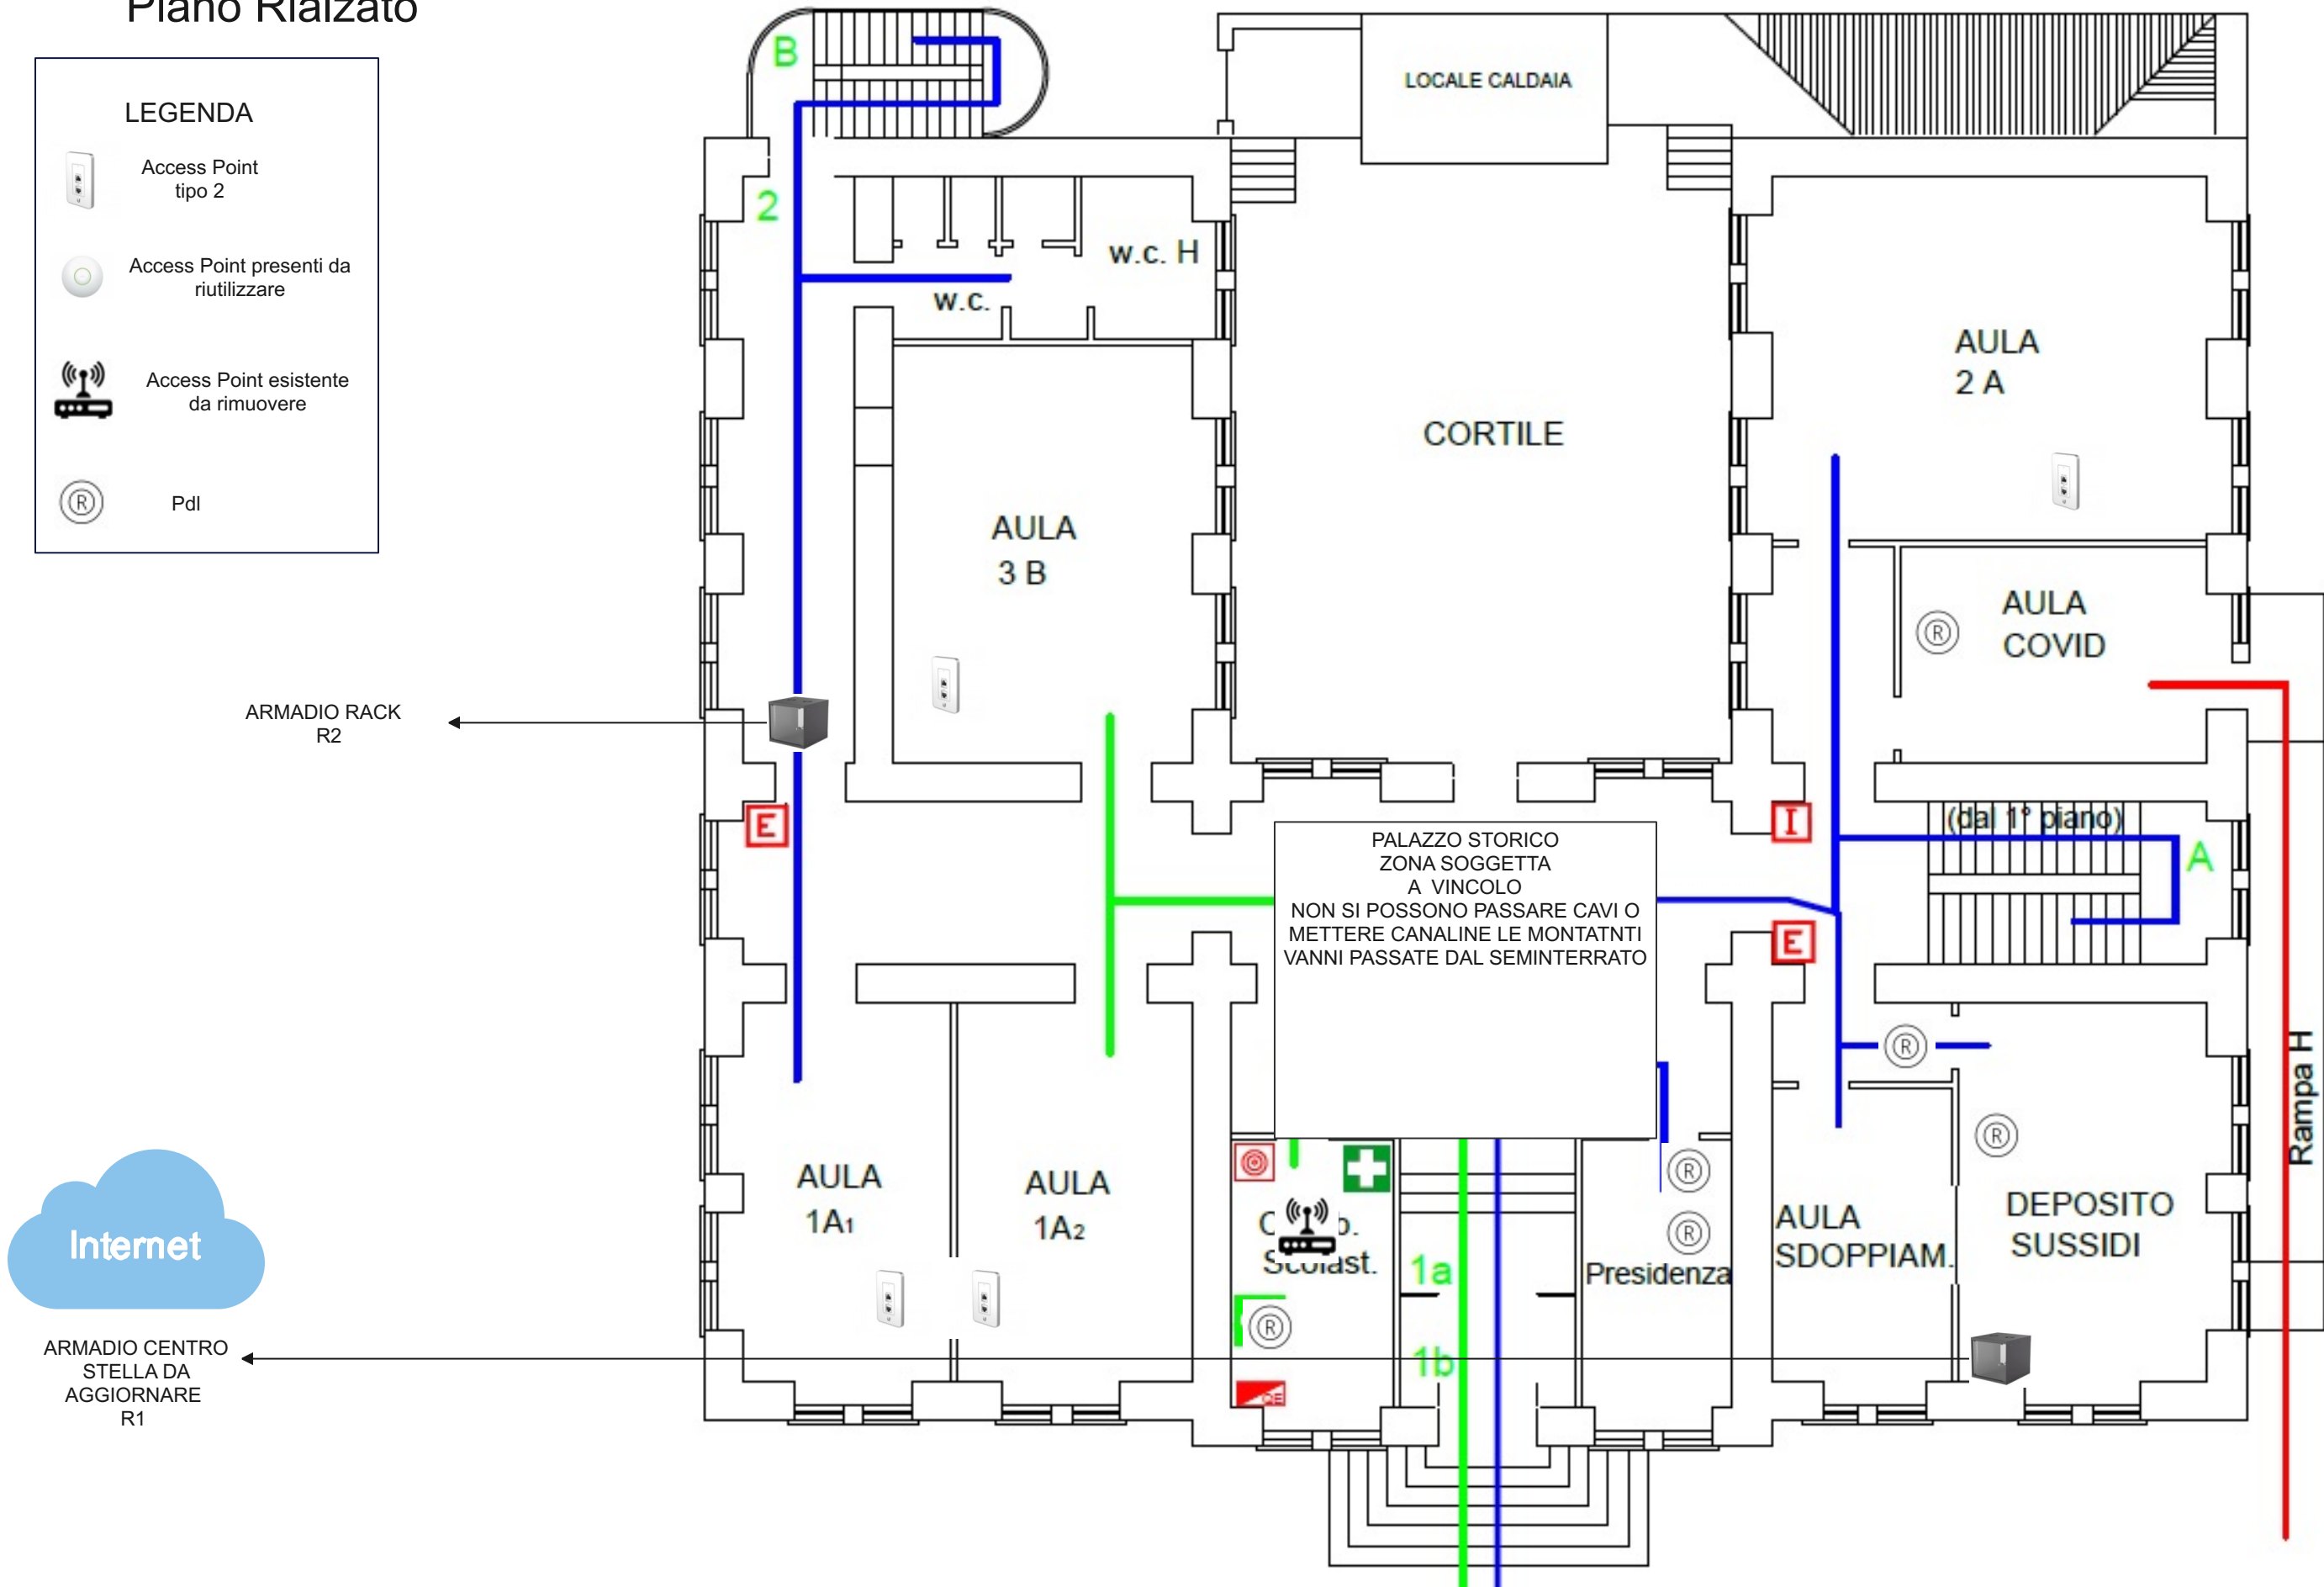 Piano Rialzato
LEGENDA
Access Point
tipo 2
Access Point presenti da
riutilizzare
Access Point esistente
da rimuovere
R
Pdl
ARMADIO RACK
R2
Internet
ARMADIO CENTRO
STELLA DA
AGGIORNARE
R1
B
2
LOCALE CALDAIA
w.c. H
w.c.
AULA
3 B
CORTILE
AULA
2 A
AULA
COVID
R
E
I
E
(dal 1° piano)
A
PALAZZO STORICO
ZONA SOGGETTA
A VINCOLO
NON SI POSSONO PASSARE CAVI O
METTERE CANALINE LE MONTATNTI
VANNI PASSATE DAL SEMINTERRATO
R
R
Rampa H
AULA
1A1
AULA
1A2
Scolast.
R
QE
1a
1b
R
R
Presidenza
AULA
SDOPPIAM.
DEPOSITO
SUSSIDI